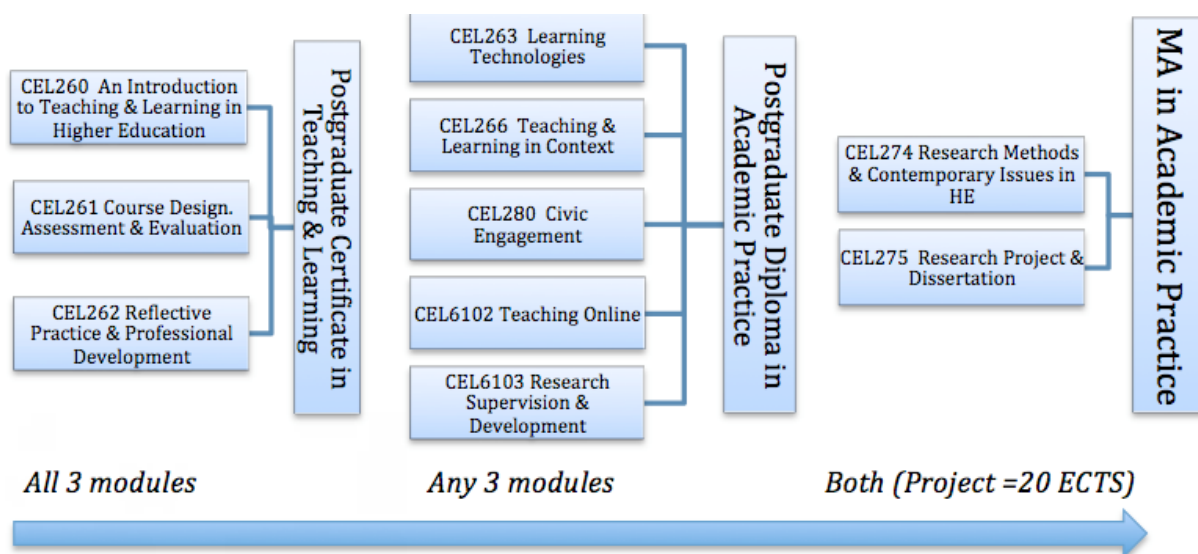 CEL260 An Introduction
to Teaching & Learning in
Higher Education
CEL261 Course Design.
Assessment & Evaluation
CEL262 Reflective
Practice & Professional
Development
Postgraduate Certificate in
Teaching & Learning
CEL263 Learning
Technologies
CEL266 Teaching &
Learning in Context
CEL280 Civic
Engagement
CEL6102 Teaching Online
CEL6103 Research
Supervision &
Development
Postgraduate Diploma in
Academic Practice
CEL274 Research Methods
& Contemporary Issues in
HE
CEL275 Research Project &
Dissertation
MA in Academic Practice
All 3 modules
Any 3 modules
Both (Project =20 ECTS)